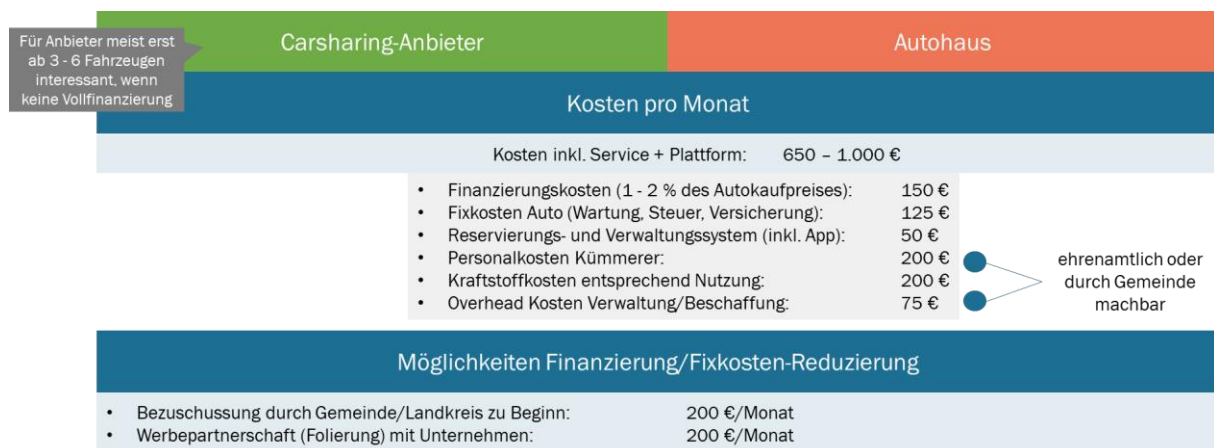 Für Anbieter meist erst
ab 3 - 6 Fahrzeugen
interessant, wenn
keine Vollfinanzierung
Carsharing-Anbieter
Autohaus
Kosten pro Monat
Kosten inkl. Service + Plattform: 650 – 1.000 €
• Finanzierungskosten (1 - 2 % des Autokaufpreises): 150 €
• Fixkosten Auto (Wartung, Steuer, Versicherung): 125 €
• Reservierungs- und Verwaltungssystem (inkl. App): 50 €
• Personalkosten Kümmerer: 200 €
• Kraftstoffkosten entsprechend Nutzung: 200 €
• Overhead Kosten Verwaltung/Beschaffung: 75 €
ehrenamtlich oder
durch Gemeinde
machbar
Möglichkeiten Finanzierung/Fixkosten-Reduzierung
• Bezuschussung durch Gemeinde/Landkreis zu Beginn: 200 €/Monat
• Werbepartnerschaft (Folierung) mit Unternehmen: 200 €/Monat